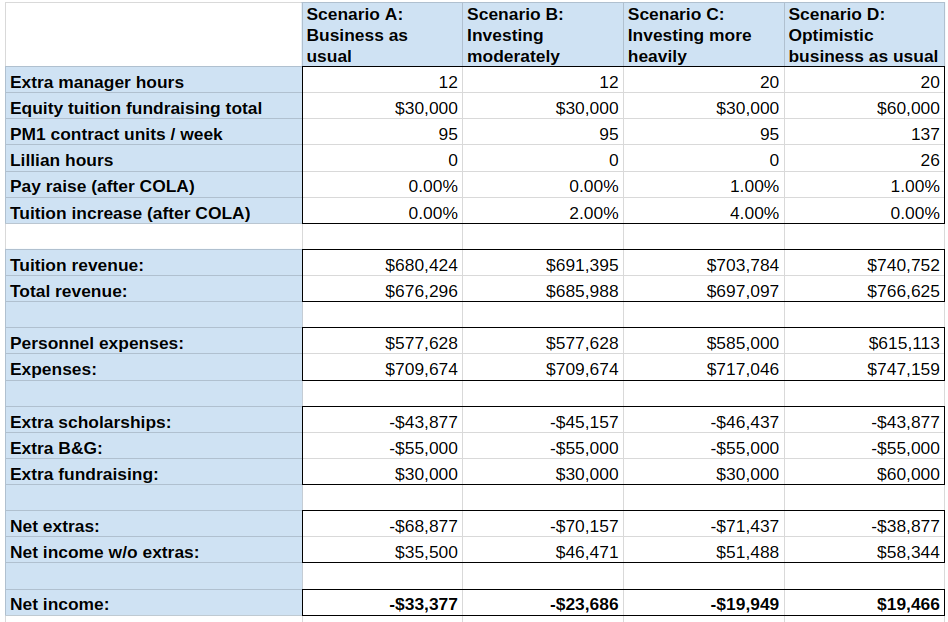 Scenario A: Business as usual Scenario B: Investing moderately Scenario C: Investing more heavily Scenario D: Optimistic business as usual
Extra manager hours 12 12 20 20
Equity tuition fundraising total $30,000 $30,000 $30,000 $60,000
PM1 contract units / week 95 95 95 137
Lillian hours 0 0 0 26
Pay raise (after COLA) 0.00% 0.00% 1.00% 1.00%
Tuition increase (after COLA) 0.00% 2.00% 4.00% 0.00%
Tuition revenue: $680,424 $691,395 $703,784 $740,752
Total revenue: $676,296 $685,988 $697,097 $766,625
Personnel expenses: $577,628 $577,628 $585,000 $615,113
Expenses: $709,674 $709,674 $717,046 $747,159
Extra scholarships: -$43,877 -$45,157 -$46,437 -$43,877
Extra B&G: -$55,000 -$55,000 -$55,000 -$55,000
Extra fundraising: $30,000 $30,000 $30,000 $60,000
Net extras: -$68,877 -$70,157 -$71,437 -$38,877
Net income w/o extras: $35,500 $46,471 $51,488 $58,344
Net income: -$33,377 -$23,686 -$19,949 $19,466